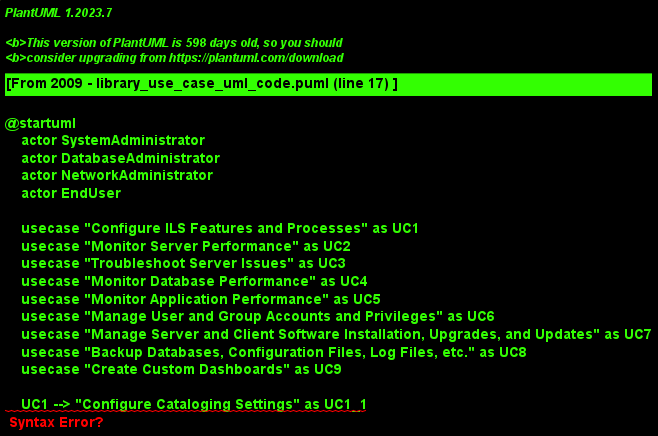 PlantUML 1.2023.7
<b>This version of PlantUML is 598 days old, so you should
<b>consider upgrading from https://plantuml.com/download
[From 2009 - library_use_case_uml_code.puml (line 17) ]
@startuml
actor SystemAdministrator
actor DatabaseAdministrator
actor NetworkAdministrator
actor EndUser
usecase "Configure ILS Features and Processes" as UC1
usecase "Monitor Server Performance" as UC2
usecase "Troubleshoot Server Issues" as UC3
usecase "Monitor Database Performance" as UC4
usecase "Monitor Application Performance" as UC5
usecase "Manage User and Group Accounts and Privileges" as UC6
usecase "Manage Server and Client Software Installation, Upgrades, and Updates" as UC7
usecase "Backup Databases, Configuration Files, Log Files, etc." as UC8
usecase "Create Custom Dashboards" as UC9
UC1 --> "Configure Cataloging Settings" as UC1_1
Syntax Error?